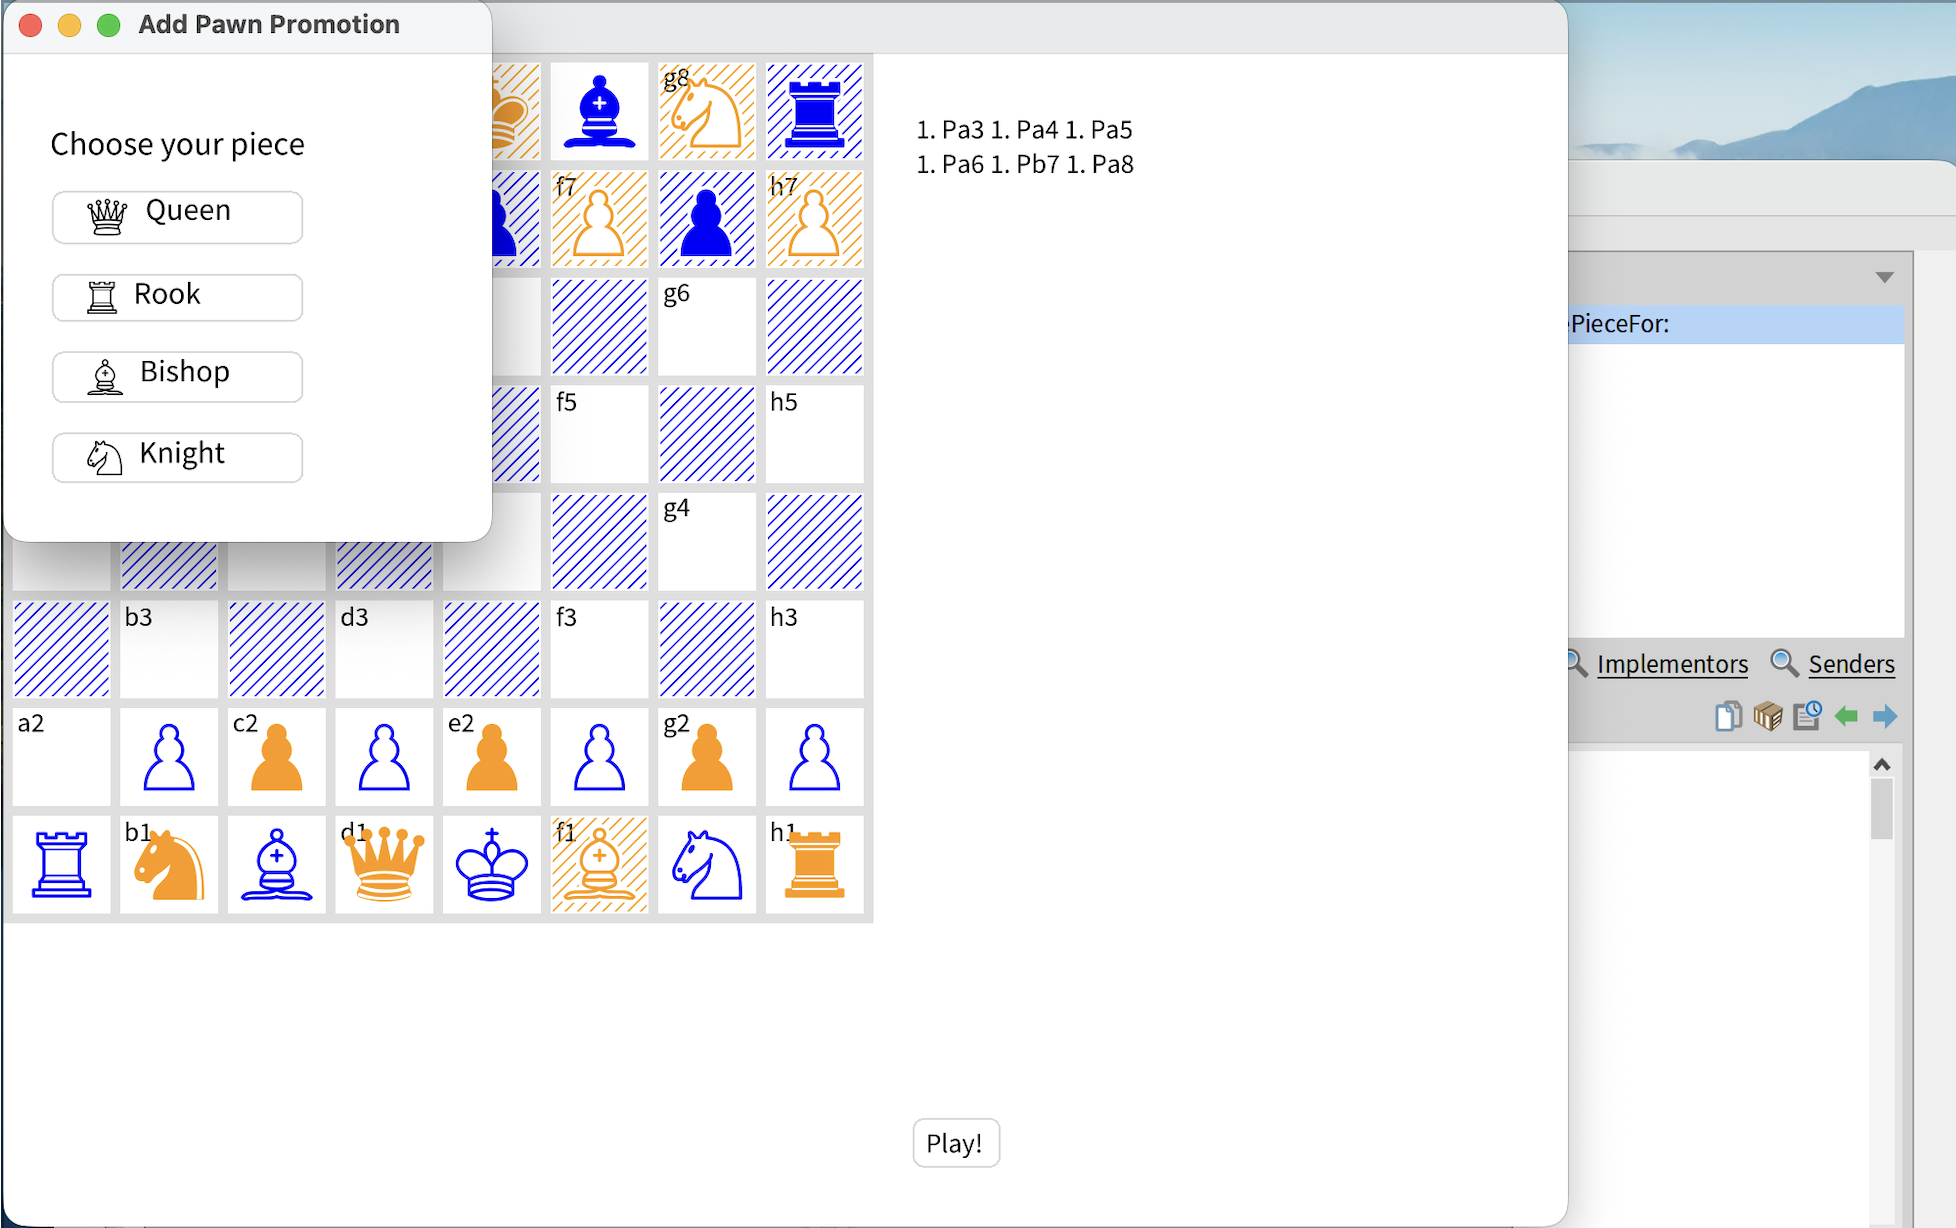 Add Pawn Promotion
Choose your piece
Queen
Rook
Bishop
Knight
g8
f7
h7
g6
f5
h5
g4
b3
d3
f3
h3
a2
c2
e2
g2
b1
d1
f1
h1
1. Pa3 1. Pa4 1. Pa5
1. Pa6 1. Pb7 1. Pa8
Play!
PieceFor:
Implementors
Senders